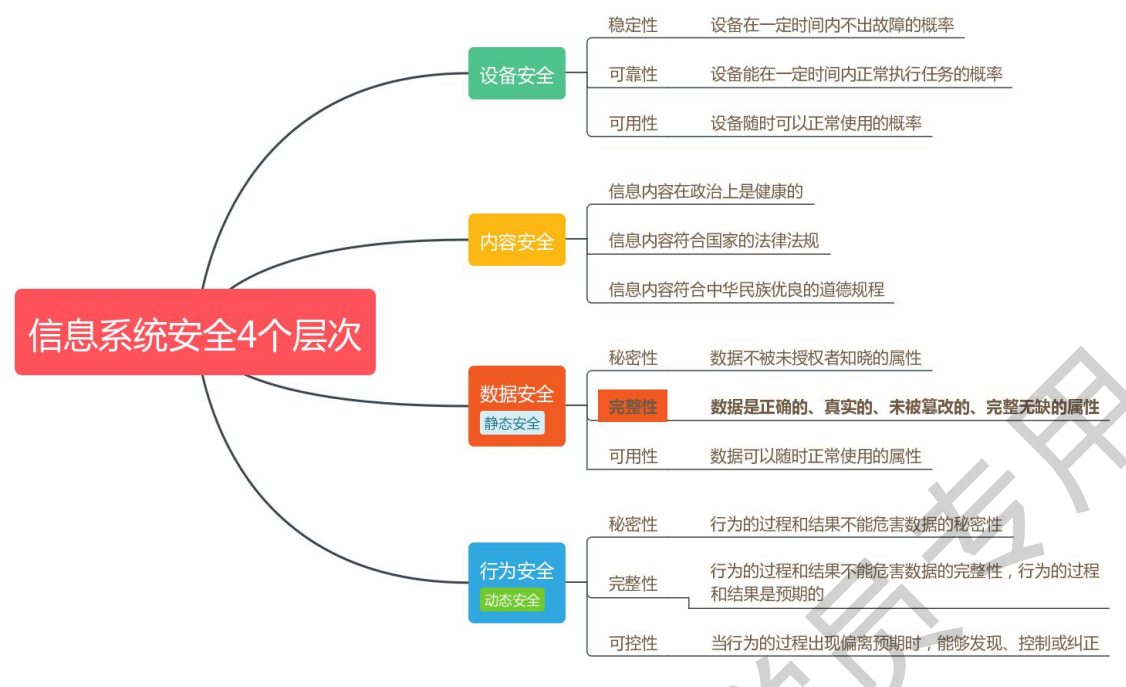 信息系统安全4个层次
设备安全
稳定性 设备在一定时间内不出故障的概率
可靠性 设备能在一定时间内正常执行任务的概率
可用性 设备随时可以正常使用的概率
内容安全
信息内容在政治上是健康的
信息内容符合国家的法律法规
信息内容符合中华民族优良的道德规程
数据安全
静态安全
秘密性 数据不被未授权者知晓的属性
完整性 数据是正确的、真实的、未被篡改的、完整无缺的属性
可用性 数据可以随时正常使用的属性
行为安全
动态安全
秘密性 行为的过程和结果不能危害数据的秘密性
完整性 行为的过程和结果不能危害数据的完整性，行为的过程
和结果是预期的
可控性 当行为的过程出现偏离预期时，能够发现、控制或纠正
员专用